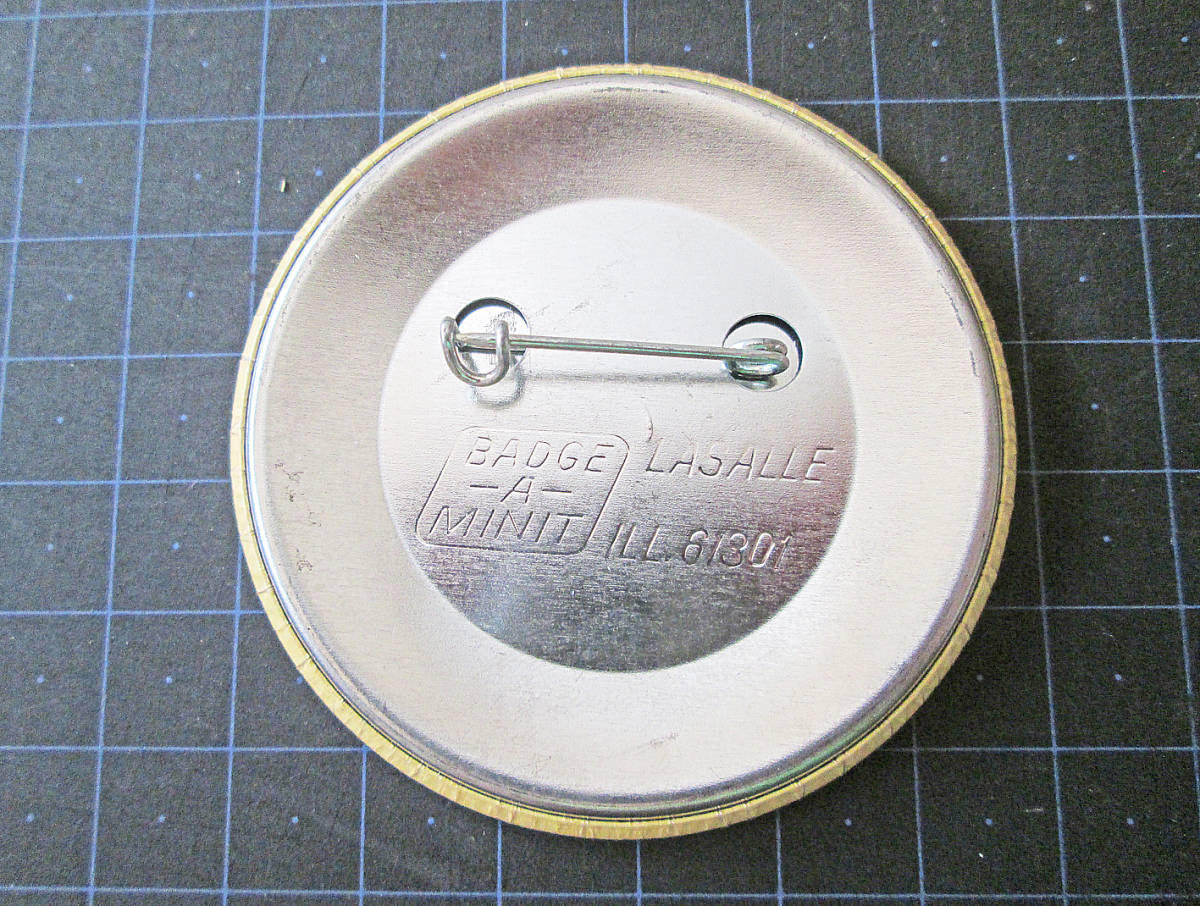 BADGE
-A-
MINIT
LASALLE
ILL. 61301